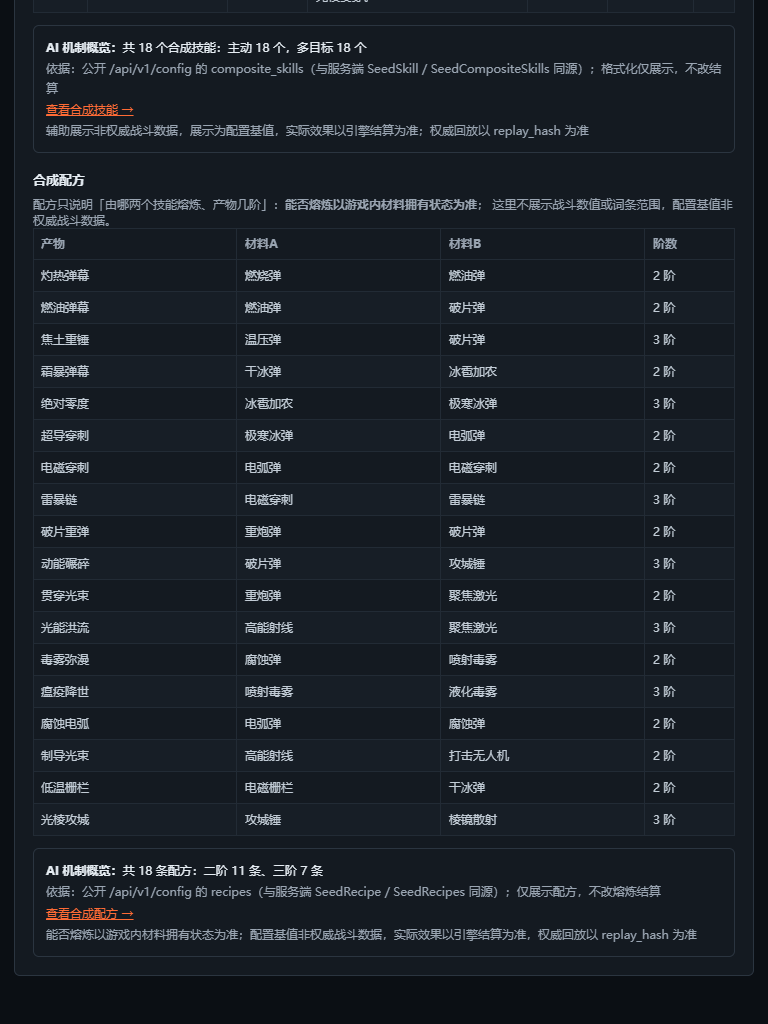 AI 机制概览：共 18 个合成技能：主动 18 个，多目标 18 个
依据：公开 /api/v1/config 的 composite_skills（与服务端 SeedSkill / SeedCompositeSkills 同源）；格式化仅展示，不改结
算
查看合成技能 →
辅助展示非权威战斗数据，展示为配置基值，实际效果以引擎结算为准；权威回放以 replay_hash 为准
合成配方
配方只说明「由哪两个技能熔炼、产物几阶」：能否熔炼以游戏内材料拥有状态为准； 这里不展示战斗数值或词条范围，配置基值非
权威战斗数据。
产物 材料A 材料B 阶数
灼热弹幕 燃烧弹 燃油弹 2 阶
燃油弹幕 燃油弹 破片弹 2 阶
焦土重锤 温压弹 破片弹 3 阶
霜暴弹幕 干冰弹 冰雹加农 2 阶
绝对零度 冰雹加农 极寒冰弹 3 阶
超导穿刺 极寒冰弹 电弧弹 2 阶
电磁穿刺 电弧弹 电磁穿刺 2 阶
雷暴链 电磁穿刺 雷暴链 3 阶
破片重弹 重炮弹 破片弹 2 阶
动能碾碎 破片弹 攻城锤 3 阶
贯穿光束 重炮弹 聚焦激光 2 阶
光能洪流 高能射线 聚焦激光 3 阶
毒雾弥漫 腐蚀弹 喷射毒雾 2 阶
瘟疫降世 喷射毒雾 液化毒雾 3 阶
腐蚀电弧 电弧弹 腐蚀弹 2 阶
制导光束 高能射线 打击无人机 2 阶
低温栅栏 电磁栅栏 干冰弹 2 阶
光棱攻城 攻城锤 棱镜散射 3 阶
AI 机制概览：共 18 条配方：二阶 11 条、三阶 7 条
依据：公开 /api/v1/config 的 recipes（与服务端 SeedRecipe / SeedRecipes 同源）；仅展示配方，不改熔炼结算
查看合成配方 →
能否熔炼以游戏内材料拥有状态为准；配置基值非权威战斗数据，实际效果以引擎结算为准，权威回放以 replay_hash 为准